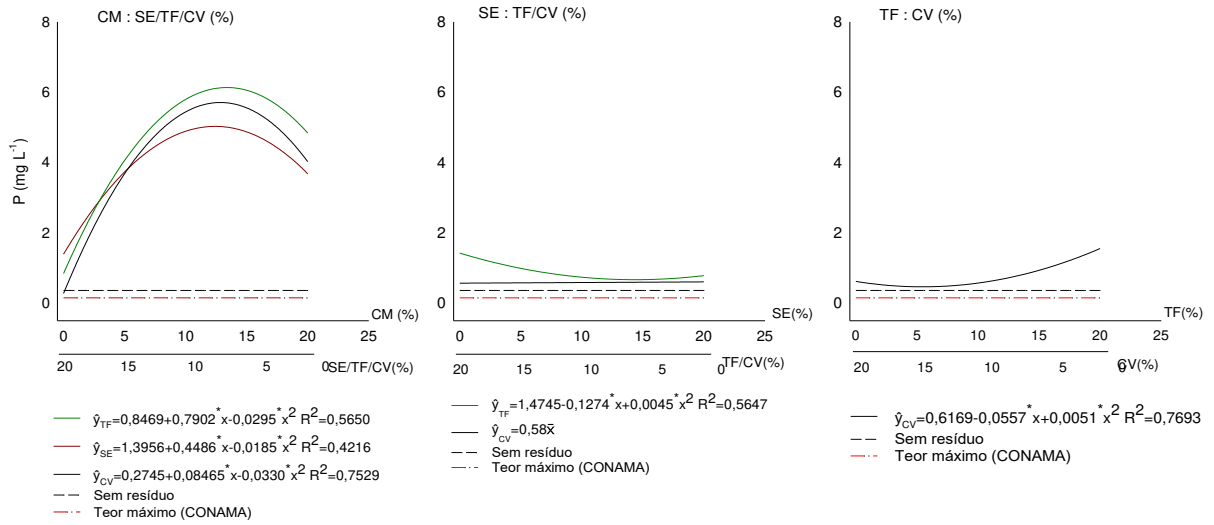 CM : SE/TF/CV (%)
8
6
4
2
0
P (mg L-1)
CM (%)
0 5 10 15 20 25
20 15 10 5 0 SE/TF/CV(%)
ŷTF=0,8469+0,7902*x-0,0295*x2 R2=0,5650
ŷSE=1,3956+0,4486*x-0,0185*x2 R2=0,4216
ŷCV=0,2745+0,08465*x-0,0330*x2 R2=0,7529
Sem resíduo
Teor máximo (CONAMA)
SE : TF/CV (%)
8
6
4
2
0
SE(%)
0 5 10 15 20 25
20 15 10 5 0 TF/CV(%)
ŷTF=1,4745-0,1274*x+0,0045*x2 R2=0,5647
ŷCV=0,58x̄
Sem resíduo
Teor máximo (CONAMA)
TF : CV (%)
8
6
4
2
0
TF(%)
0 5 10 15 20 25
20 15 10 5 0 CV(%)
ŷCV=0,6169-0,0557*x+0,0051*x2 R2=0,7693
Sem resíduo
Teor máximo (CONAMA)